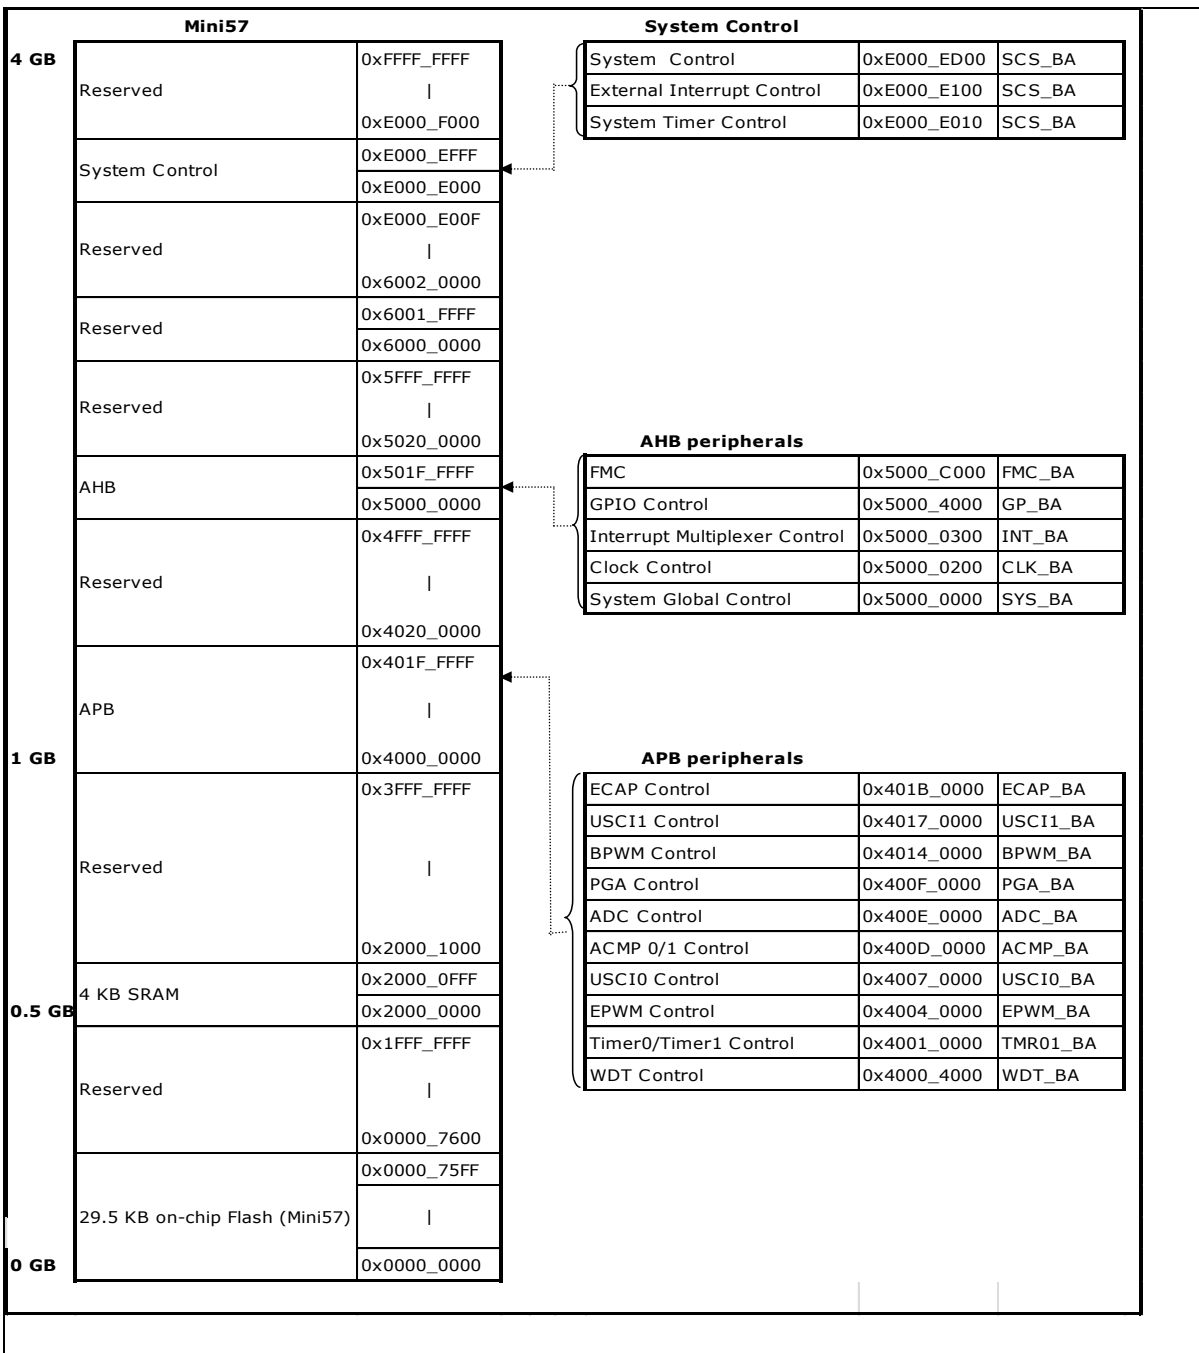 Mini57
System Control
4 GB
Reserved
0xFFFF_FFFF
|
0xE000_F000
System Control
0xE000_EFFF
0xE000_E000
Reserved
0xE000_E00F
|
0x6002_0000
Reserved
0x6001_FFFF
0x6000_0000
Reserved
0x5FFF_FFFF
|
0x5020_0000
AHB
0x501F_FFFF
0x5000_0000
Reserved
0x4FFF_FFFF
|
0x4020_0000
APB
0x401F_FFFF
|
1 GB
0x4000_0000
Reserved
0x3FFF_FFFF
|
0x2000_1000
4 KB SRAM
0x2000_0FFF
0.5 GB
0x2000_0000
Reserved
0x1FFF_FFFF
|
0x0000_7600
29.5 KB on-chip Flash (Mini57)
0x0000_75FF
|
0 GB
0x0000_0000
System Control 0xE000_ED00 SCS_BA
External Interrupt Control 0xE000_E100 SCS_BA
System Timer Control 0xE000_E010 SCS_BA
AHB peripherals
FMC 0x5000_C000 FMC_BA
GPIO Control 0x5000_4000 GP_BA
Interrupt Multiplexer Control 0x5000_0300 INT_BA
Clock Control 0x5000_0200 CLK_BA
System Global Control 0x5000_0000 SYS_BA
APB peripherals
ECAP Control 0x401B_0000 ECAP_BA
USCI1 Control 0x4017_0000 USCI1_BA
BPWM Control 0x4014_0000 BPWM_BA
PGA Control 0x400F_0000 PGA_BA
ADC Control 0x400E_0000 ADC_BA
ACMP 0/1 Control 0x400D_0000 ACMP_BA
USCI0 Control 0x4007_0000 USCI0_BA
EPWM Control 0x4004_0000 EPWM_BA
Timer0/Timer1 Control 0x4001_0000 TMR01_BA
WDT Control 0x4000_4000 WDT_BA